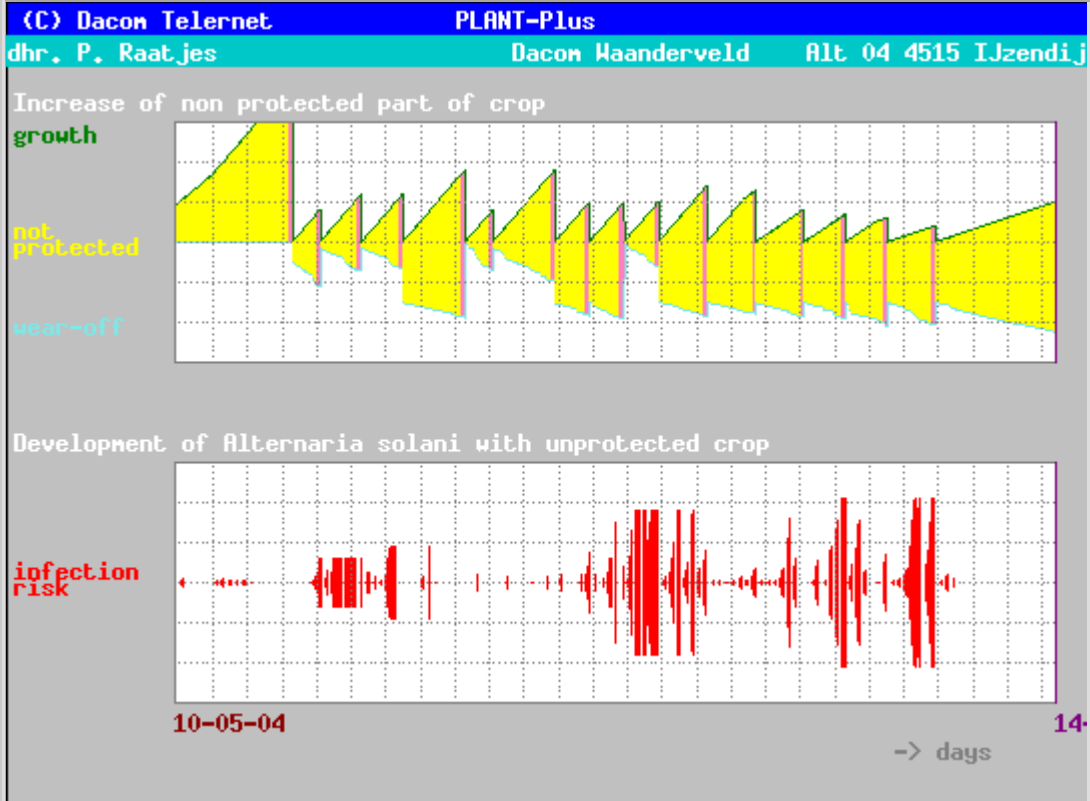 (C) Dacom Telernet PLANT-Plus
dhr. P. Raatjes Dacom Waanderveld Alt 04 4515 IJzendij
Increase of non protected part of crop
growth
not
protected
wear-off
Development of Alternaria solani with unprotected crop
infection
risk
10-05-04 14-
-> days